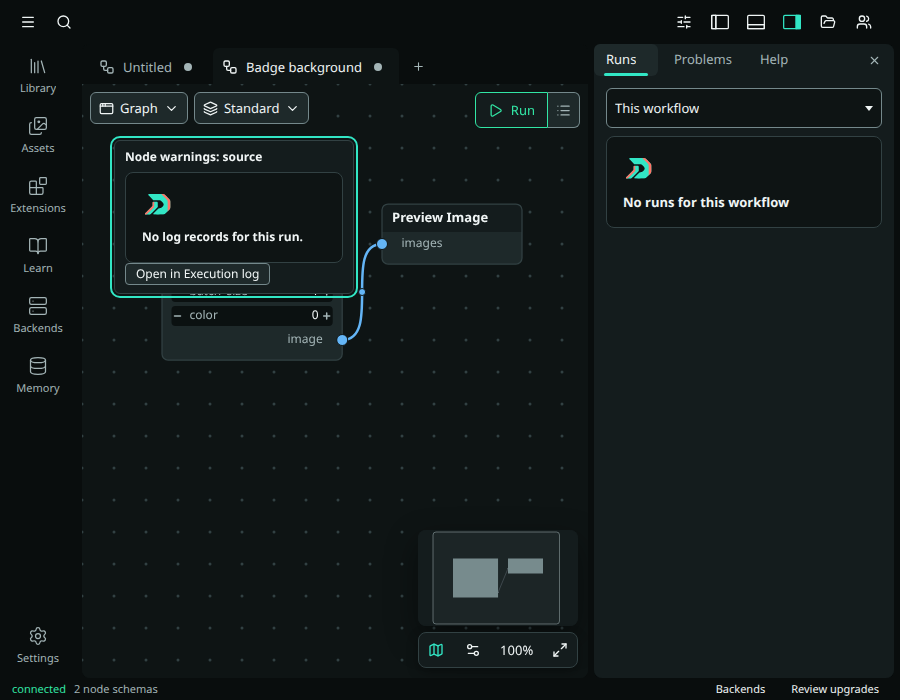 Untitled
Badge background
Runs
Problems
Help
Library
Assets
Extensions
Learn
Backends
Memory
Settings
Graph
Standard
Run
This workflow
No runs for this workflow
Node warnings: source
No log records for this run.
Open in Execution log
Preview Image
images
color
0
image
100%
connected
2 node schemas
Backends
Review upgrades